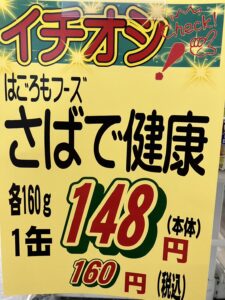 イチオシ
Check!
はごろもフーズ
さばで健康
各160g
1缶
148円
(本体)
160円
(税込)